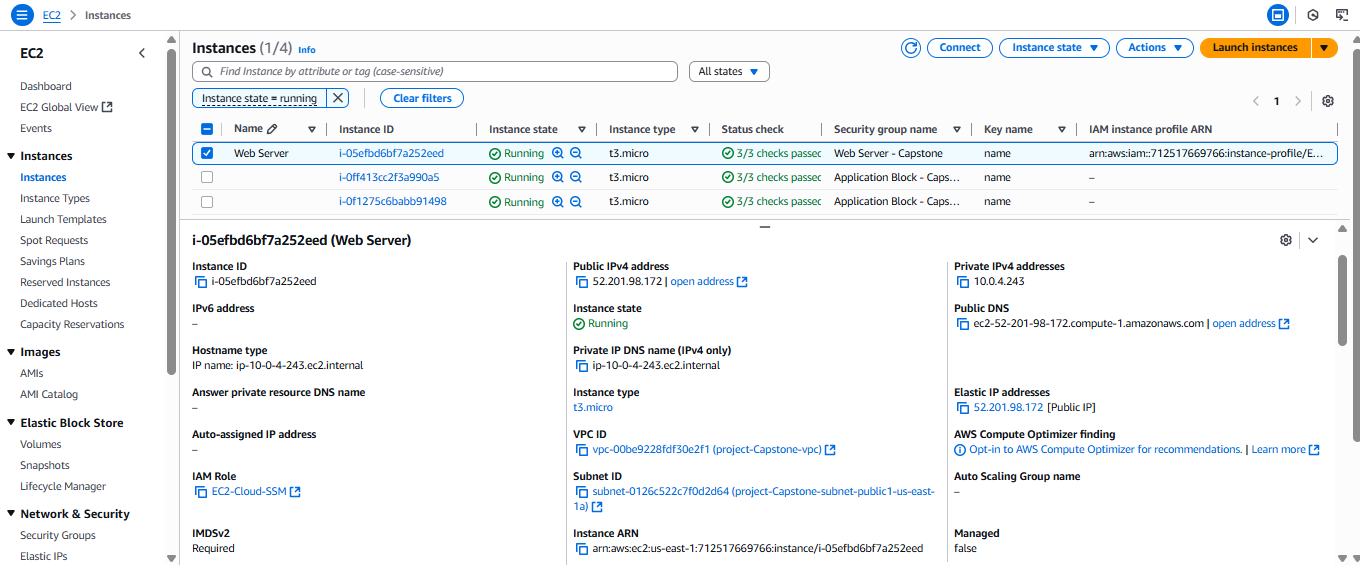 EC2 > Instances
EC2
Dashboard
EC2 Global View
Events
Instances
Instances
Instance Types
Launch Templates
Spot Requests
Savings Plans
Reserved Instances
Dedicated Hosts
Capacity Reservations
Images
AMIs
AMI Catalog
Elastic Block Store
Volumes
Snapshots
Lifecycle Manager
Network & Security
Security Groups
Elastic IPs
Instances (1/4) Info
Connect Instance state Actions Launch instances
Find Instance by attribute or tag (case-sensitive) All states
Instance state = running Clear filters
1
Name Instance ID Instance state Instance type Status check Security group name Key name IAM instance profile ARN
Web Server i-05efbd6bf7a252eed Running t3.micro 3/3 checks passed Web Server - Capstone name arn:aws:iam::712517669766:instance-profile/E...
i-0ff413cc2f3a990a5 Running t3.micro 3/3 checks passed Application Block - Caps... name –
i-0f1275c6babb91498 Running t3.micro 3/3 checks passed Application Block - Caps... name –
i-05efbd6bf7a252eed (Web Server)
Instance ID
i-05efbd6bf7a252eed
IPv6 address
–
Hostname type
IP name: ip-10-0-4-243.ec2.internal
Answer private resource DNS name
–
Auto-assigned IP address
–
IAM Role
EC2-Cloud-SSM
IMDSv2
Required
Public IPv4 address
52.201.98.172 | open address
Instance state
Running
Private IP DNS name (IPv4 only)
ip-10-0-4-243.ec2.internal
Instance type
t3.micro
VPC ID
vpc-00be9228fdf30e2f1 (project-Capstone-vpc)
Subnet ID
subnet-0126c522c7f0d2d64 (project-Capstone-subnet-public1-us-east-
1a)
Instance ARN
arn:aws:ec2:us-east-1:712517669766:instance/i-05efbd6bf7a252eed
Private IPv4 addresses
10.0.4.243
Public DNS
ec2-52-201-98-172.compute-1.amazonaws.com | open address
Elastic IP addresses
52.201.98.172 [Public IP]
AWS Compute Optimizer finding
Opt-in to AWS Compute Optimizer for recommendations. | Learn more
Auto Scaling Group name
–
Managed
false